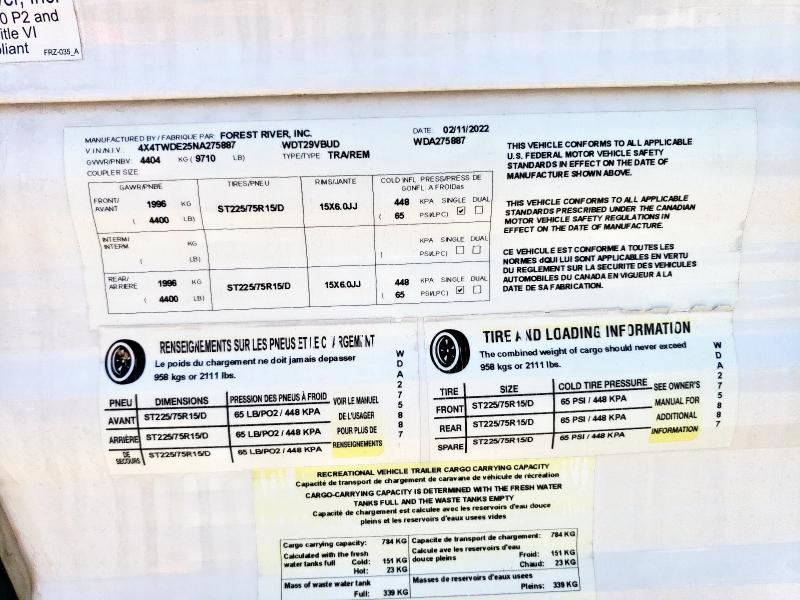 er, Inc.
0 P2 and
itle VI
liant FRZ-035_A
MANUFACTURED BY / FABRIQUE PAR: FOREST RIVER, INC. DATE 02/11/2022
V.I.N/N.I.V.: 4X4TWDE25NA275887 WDT29VBUD WDA275887
GVWR/PNBV: 4404 KG ( 9710 LB) TYPE/TYPE TRA/REM
COUPLER SIZE
GAWR/PNBE TIRES/PNEU RIMS/JANTE COLD INFL PRESS/PRESS DE GONFL A FROIDas
FRONT/ AVANT 1996 KG ST225/75R15/D 15X6.0JJ 448 KPA SINGLE DUAL
( 4400 LB) ( 65 PSI/LPC) ✓ ☐
INTERM/ INTERM KG KPA SINGLE DUAL
( LB) ( PSI/LPC) ☐ ☐
REAR/ ARRIERE 1996 KG ST225/75R15/D 15X6.0JJ 448 KPA SINGLE DUAL
( 4400 LB) ( 65 PSI/LPC) ✓ ☐
THIS VEHICLE CONFORMS TO ALL APPLICABLE
U.S. FEDERAL MOTOR VEHICLE SAFETY
STANDARDS IN EFFECT ON THE DATE OF
MANUFACTURE SHOWN ABOVE.
THIS VEHICLE CONFORMS TO ALL APPLICABLE
STANDARDS PRESCRIBED UNDER THE CANADIAN
MOTOR VEHICLE SAFETY REGULATIONS IN
EFFECT ON THE DATE OF MANUFACTURE.
CE VEHICULE EST CONFORME A TOUTES LES
NORMES dQUI LUI SONT APPLICABLES EN VERTU
DU REGLEMENT SUR LA SECURITE DES VEHICULES
AUTOMOBILES DU CANADA EN VIGUEUR A LA
DATE DE SA FABRICATION.
RENSEIGNEMENTS SUR LES PNEUS ET
Le poids du chargement ne doit jamais depasser
958 kgs or 2111 lbs.
PNEU DIMENSIONS PRESSION DES PNEUS À FROID VOIR LE MANUEL
AVANT ST225/75R15/D 65 LB/PO2 / 448 KPA DE L'USAGER
ARRIÈRE ST225/75R15/D 65 LB/PO2 / 448 KPA POUR PLUS DE
DE SECOURS ST225/75R15/D 65 LB/PO2 / 448 KPA RENSEIGNEMENTS
WDA275887
TIRE AND LOADING INFORMATION
The combined weight of cargo should never exceed
958 kgs or 2111 lbs.
TIRE SIZE COLD TIRE PRESSURE SEE OWNER'S
FRONT ST225/75R15/D 65 PSI / 448 KPA MANUAL FOR
REAR ST225/75R15/D 65 PSI / 448 KPA ADDITIONAL
SPARE ST225/75R15/D 65 PSI / 448 KPA INFORMATION
WDA275887
RECREATIONAL VEHICLE TRAILER CARGO CARRYING CAPACITY
Capacité de transport de chargement de caravane de véhicule de récréation
CARGO-CARRYING CAPACITY IS DETERMINED WITH THE FRESH WATER
TANKS FULL AND THE WASTE TANKS EMPTY
Capacite de chargement est calculee avec les reservoirs d'eau douce
pleins et les reservoirs d'eaux usees vides
Cargo carrying capacity: 784 KG Capacite de transport de chargement: 784 KG
Calculated with the fresh Calcule ave les reservoirs d'eau
water tanks full Cold: 151 KG douce pleins Froid: 151 KG
Hot: 23 KG Chaud: 23 KG
Mass of waste water tank Masses de reservoirs d'eaux usees
Full: 339 KG Pleins: 339 KG